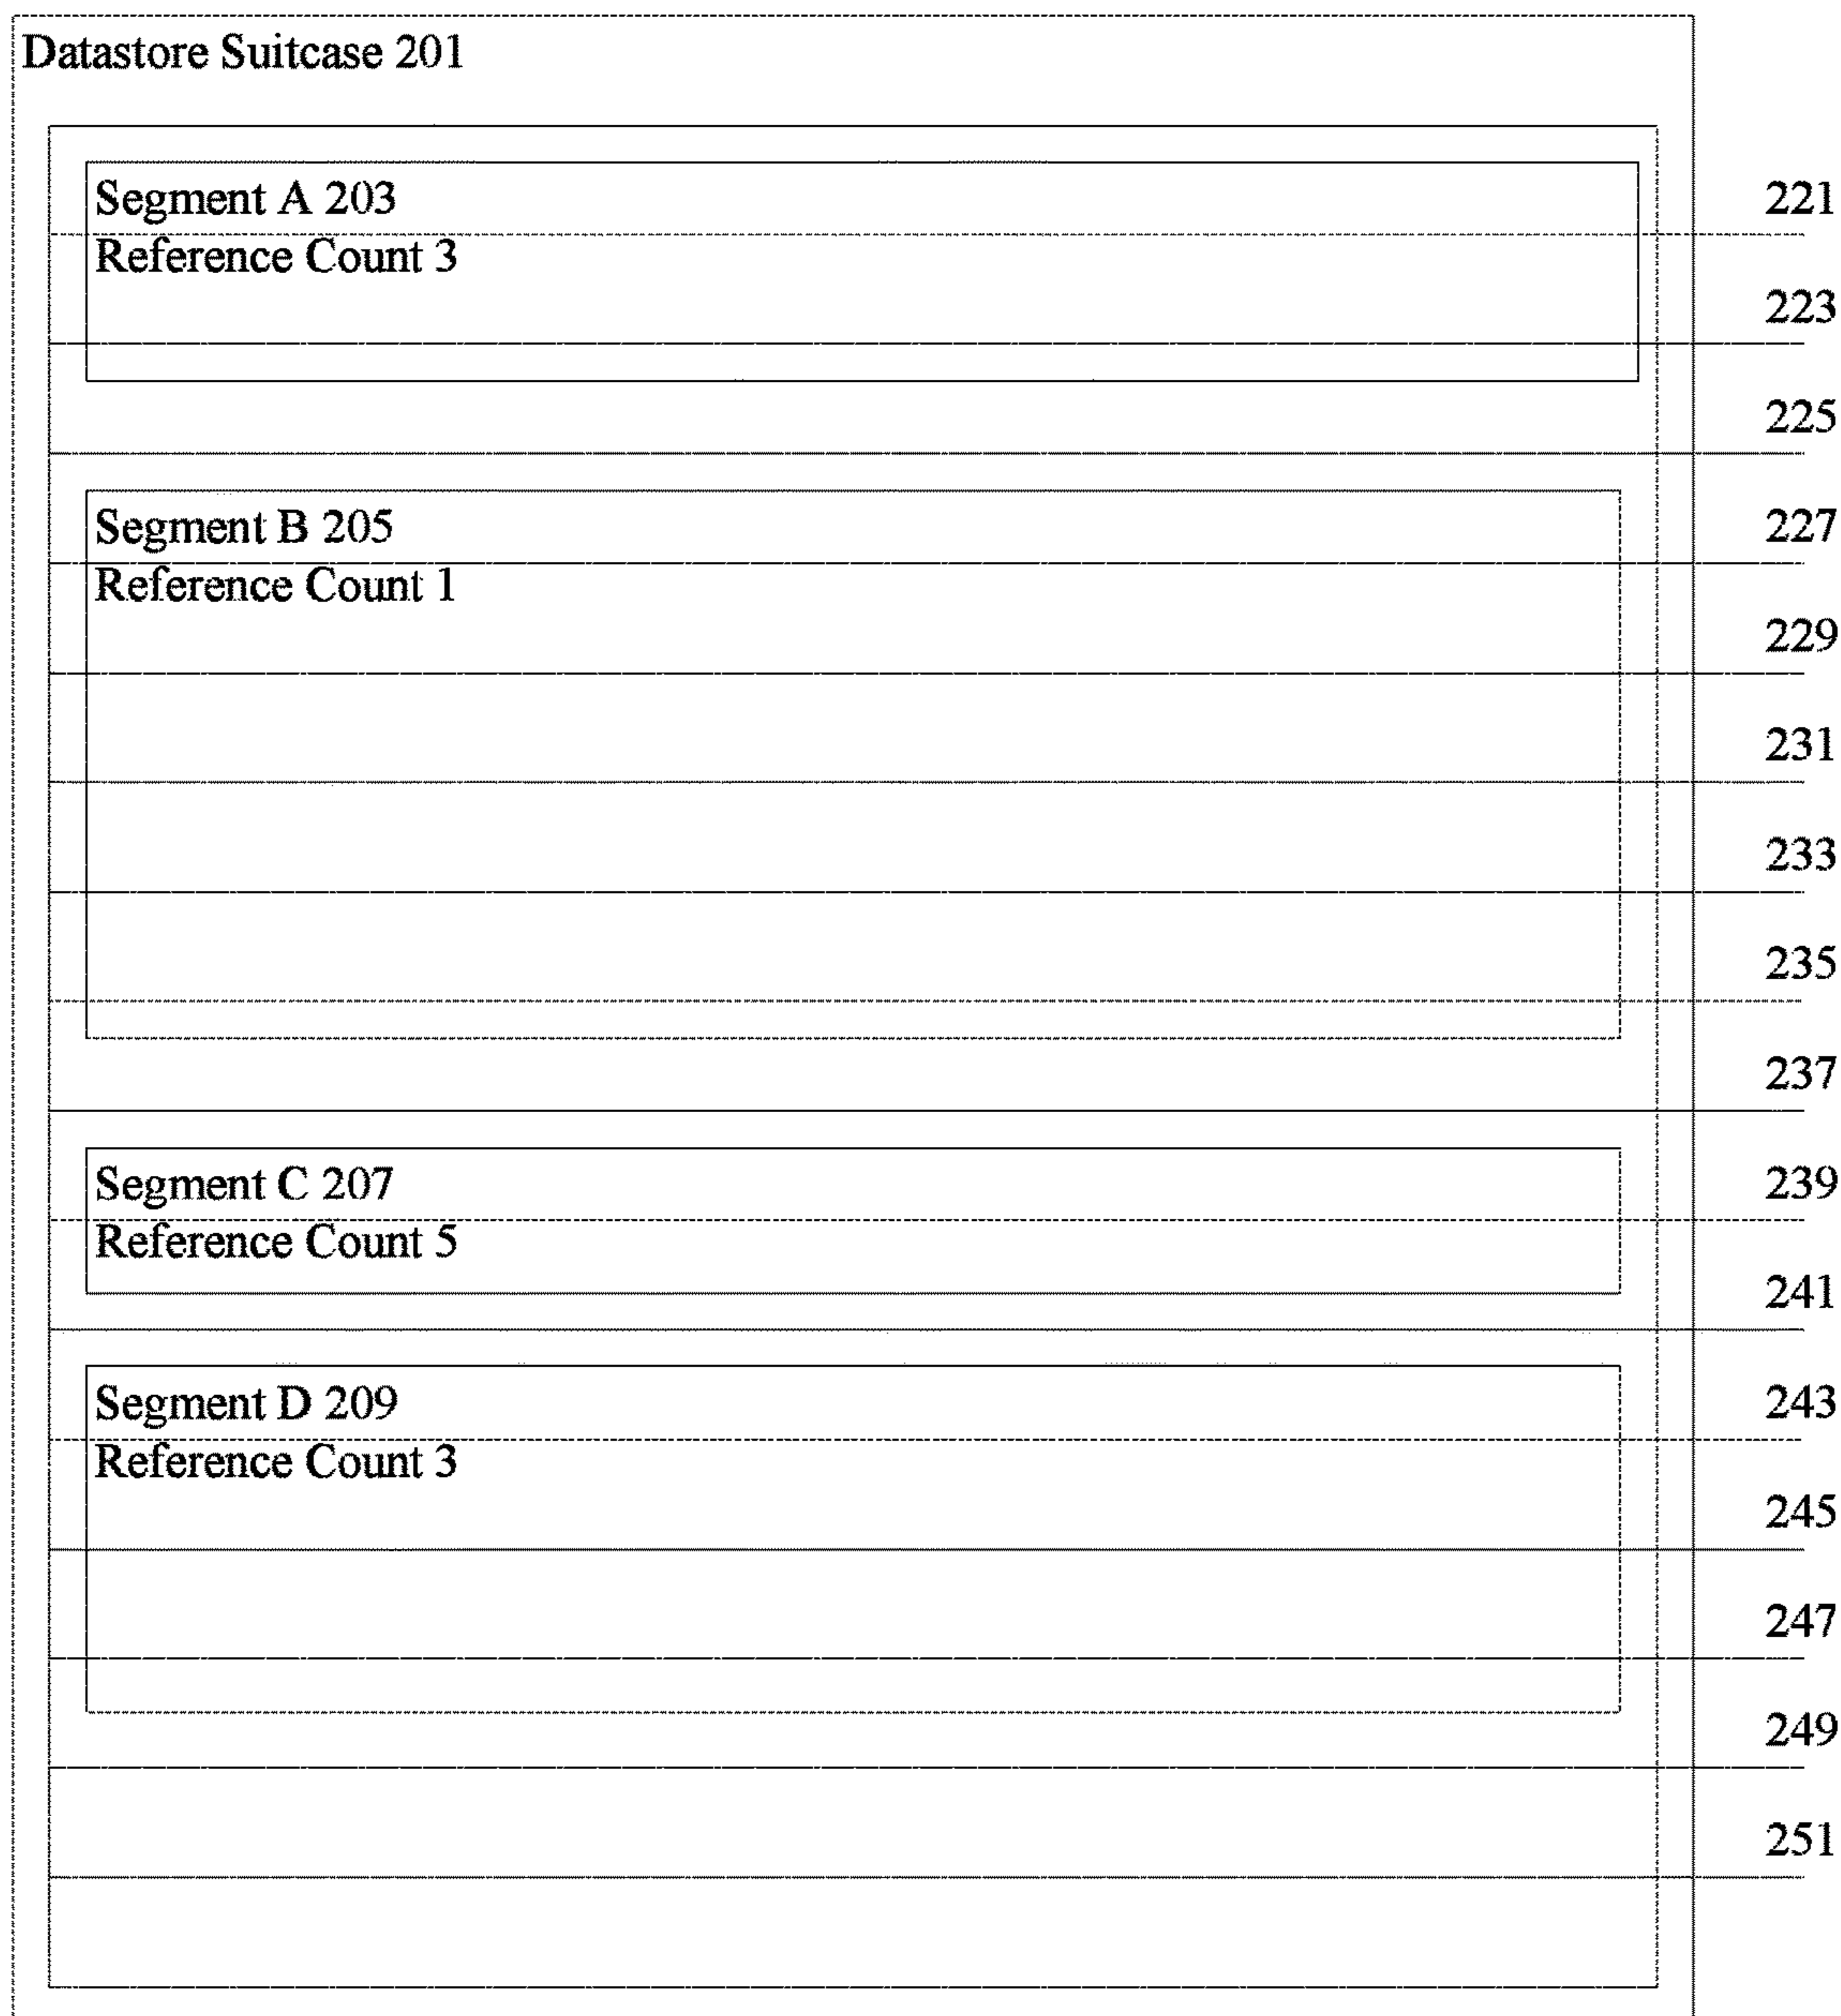 Datastore Suitcase 201
Segment A 203
221
Reference Count 3
223
225
Segment B 205
227
Reference Count 1
229
231
233
235
237
Segment C 207
239
Reference Count 5
241
Segment D 209
243
Reference Count 3
245
247
249
251